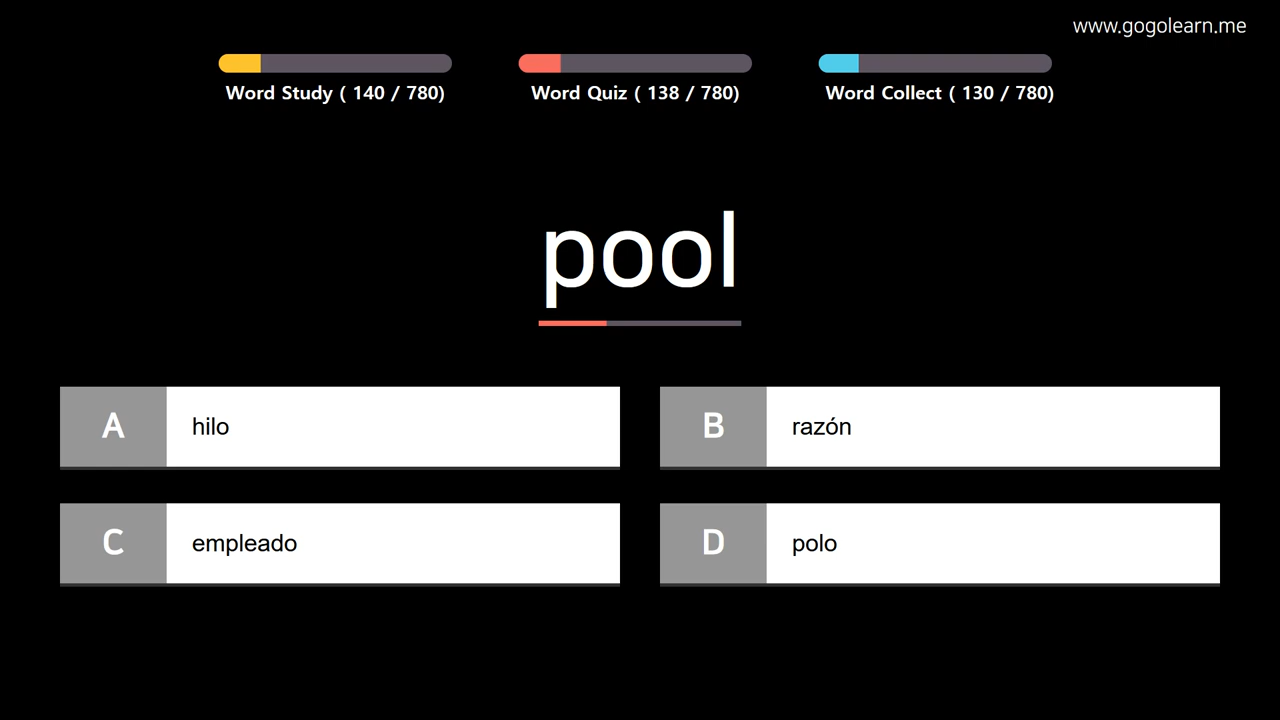 www.gogolearn.me
Word Study ( 140 / 780)
Word Quiz ( 138 / 780)
Word Collect ( 130 / 780)
pool
A hilo
B razón
C empleado
D polo